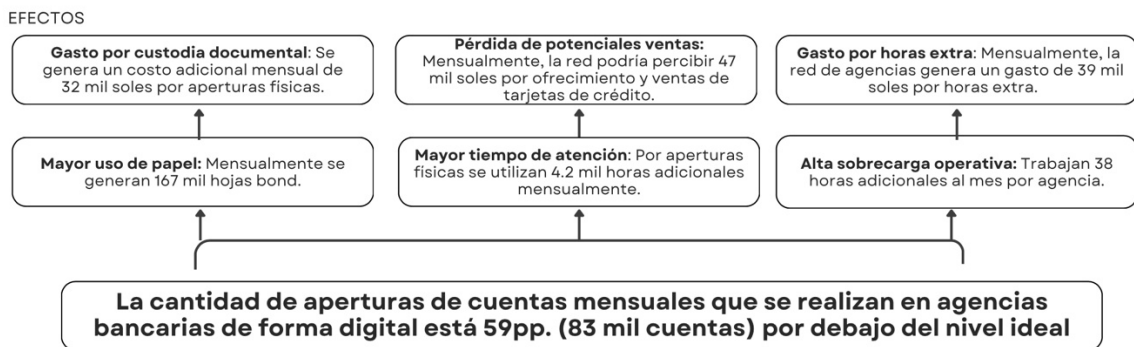 EFECTOS
Gasto por custodia documental: Se
genera un costo adicional mensual de
32 mil soles por aperturas físicas.
Pérdida de potenciales ventas:
Mensualmente, la red podría percibir 47
mil soles por ofrecimiento y ventas de
tarjetas de crédito.
Gasto por horas extra: Mensualmente, la
red de agencias genera un gasto de 39 mil
soles por horas extra.
Mayor uso de papel: Mensualmente se
generan 167 mil hojas bond.
Mayor tiempo de atención: Por aperturas
físicas se utilizan 4.2 mil horas adicionales
mensualmente.
Alta sobrecarga operativa: Trabajan 38
horas adicionales al mes por agencia.
La cantidad de aperturas de cuentas mensuales que se realizan en agencias
bancarias de forma digital está 59pp. (83 mil cuentas) por debajo del nivel ideal